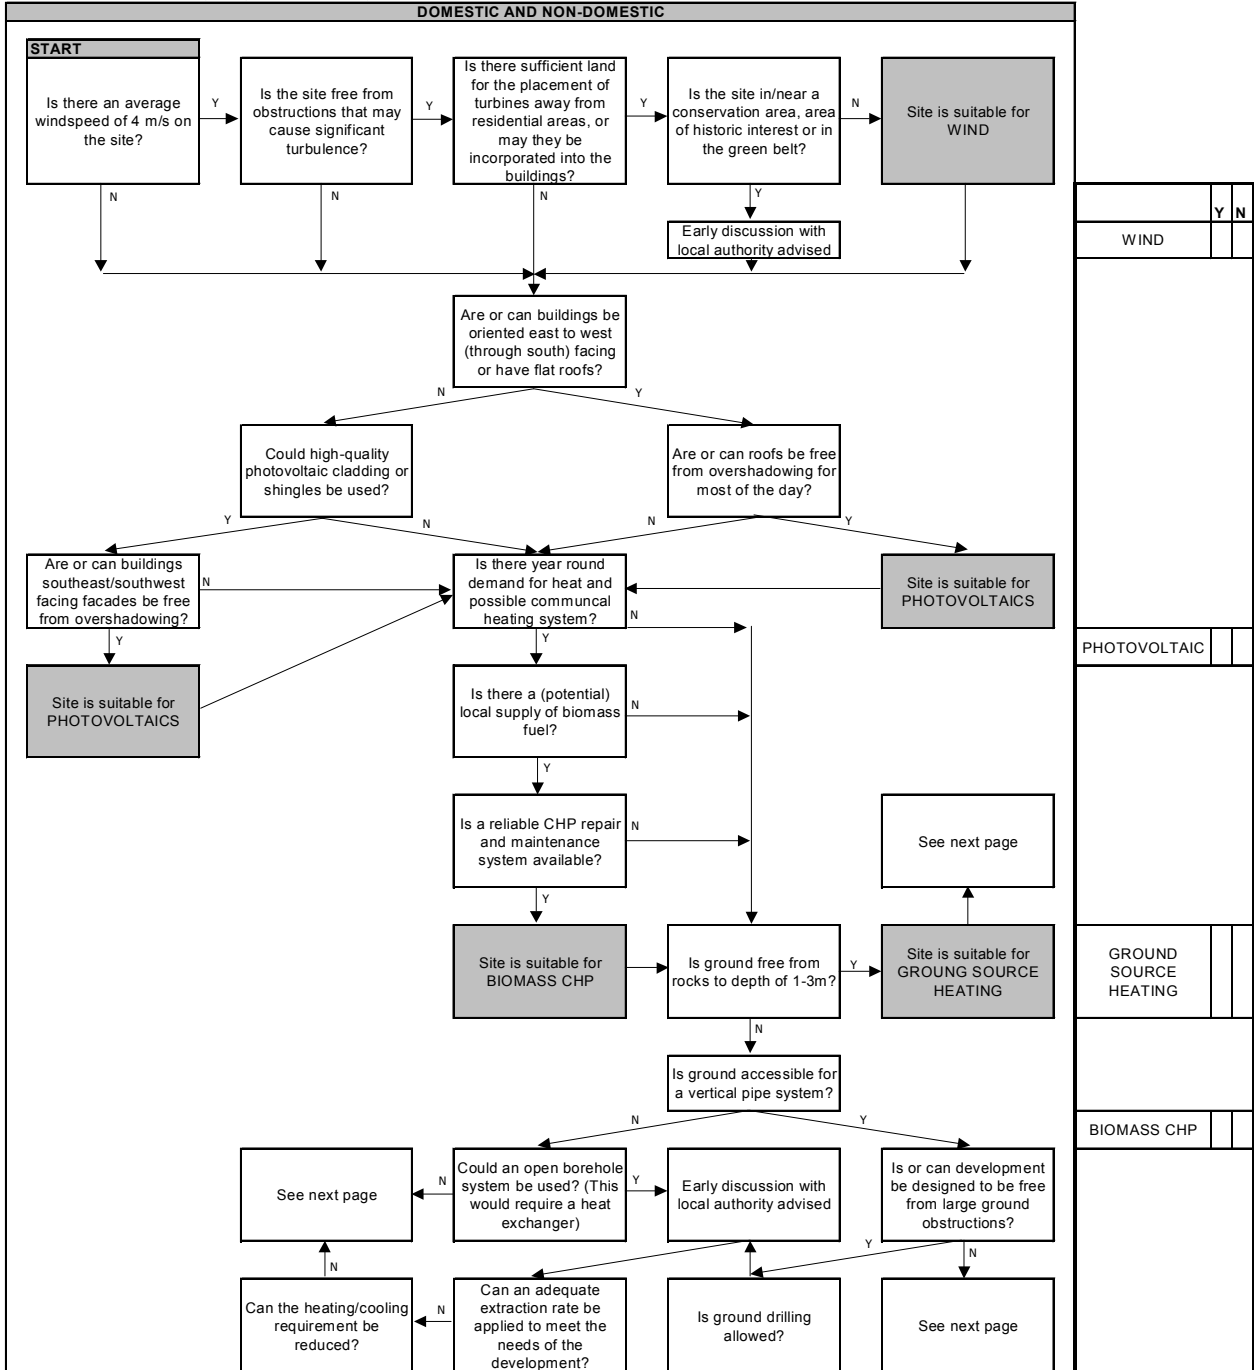 DOMESTIC AND NON-DOMESTIC
START
Is there an average
windspeed of 4 m/s on
the site?
Y
N
Is the site free from
obstructions that may
cause significant
turbulence?
Y
N
Is there sufficient land
for the placement of
turbines away from
residential areas, or
may they be
incorporated into the
buildings?
Y
N
Is the site in/near a
conservation area, area
of historic interest or in
the green belt?
N
Y
Site is suitable for
WIND
Early discussion with
local authority advised
Y N
WIND
Are or can buildings be
oriented east to west
(through south) facing
or have flat roofs?
N
Y
Could high-quality
photovoltaic cladding or
shingles be used?
Y
N
Are or can roofs be free
from overshadowing for
most of the day?
N
Y
Are or can buildings
southeast/southwest
facing facades be free
from overshadowing?
N
Y
Is there year round
demand for heat and
possible communcal
heating system?
N
Y
Site is suitable for
PHOTOVOLTAICS
PHOTOVOLTAIC
Site is suitable for
PHOTOVOLTAICS
Is there a (potential)
local supply of biomass
fuel?
N
Y
Is a reliable CHP repair
and maintenance
system available?
N
Y
See next page
Site is suitable for
BIOMASS CHP
Is ground free from
rocks to depth of 1-3m?
Y
N
Site is suitable for
GROUNG SOURCE
HEATING
GROUND
SOURCE
HEATING
Is ground accessible for
a vertical pipe system?
N
Y
BIOMASS CHP
See next page
N
Could an open borehole
system be used? (This
would require a heat
exchanger)
Y
Early discussion with
local authority advised
Is or can development
be designed to be free
from large ground
obstructions?
Y
N
N
Can the heating/cooling
requirement be
reduced?
N
Can an adequate
extraction rate be
applied to meet the
needs of the
development?
Is ground drilling
allowed?
See next page